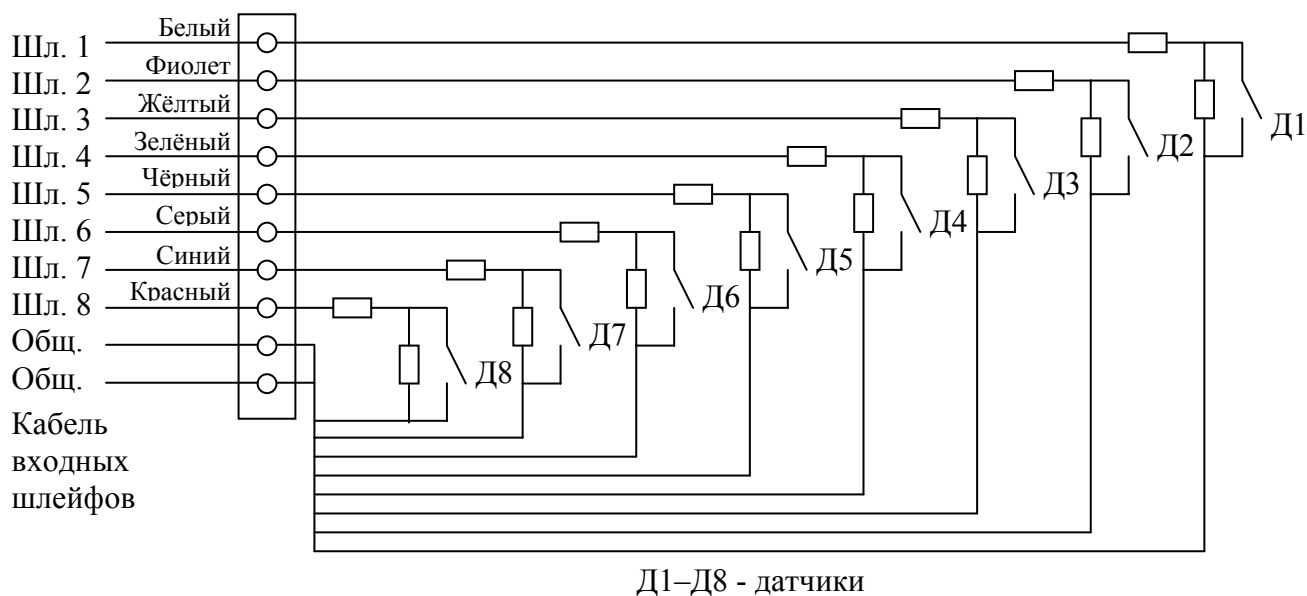 Белый
Шл. 1
Фиолет
Шл. 2
Жёлтый
Шл. 3
Зелёный
Шл. 4
Чёрный
Шл. 5
Серый
Шл. 6
Синий
Шл. 7
Красный
Шл. 8
Общ.
Общ.
Кабель
входных
шлейфов
Д1
Д2
Д3
Д4
Д5
Д6
Д7
Д8
Д1–Д8 - датчики